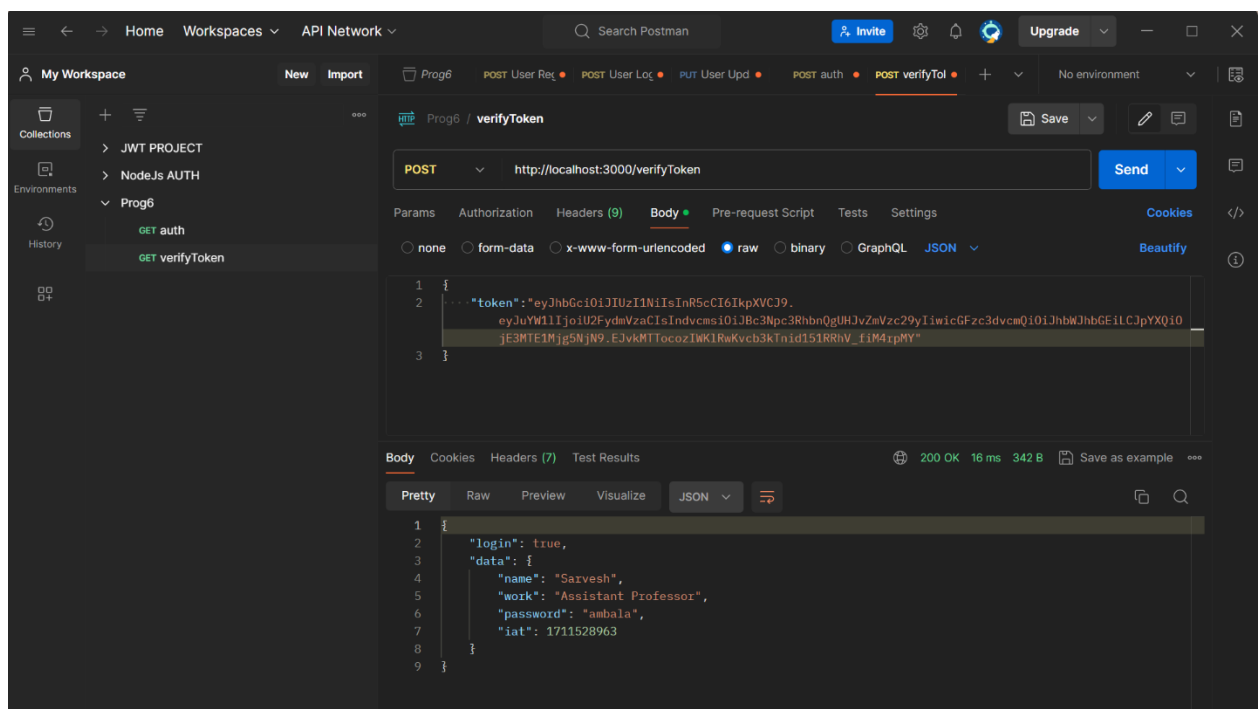 Home Workspaces API Network Search Postman Invite Upgrade
My Workspace New Import Prog6 POST User Reg POST User Log PUT User Upd POST auth POST verifyTol No environment
Collections
Environments
History
JWT PROJECT
NodeJs AUTH
Prog6
GET auth
GET verifyToken
HTTP Prog6 / verifyToken Save
POST http://localhost:3000/verifyToken Send
Params Authorization Headers (9) Body Pre-request Script Tests Settings Cookies
none form-data x-www-form-urlencoded raw binary GraphQL JSON Beautify
1 {
2 "token":"eyJhbGciOiJIUzI1NiIsInR5cCI6IkpXVCJ9.
eyJuYW1lIjoiU2FydmVzaCIsIndvcmsiOiJBc3Npc3RhbnQgUHJvZmVzc29yIiwicGFzc3dvcmQiOiJhbWJhbGEiLCJpYXQiO
jE3MTE1Mjg5NjN9.EJvkMTTocozIWKlRwKvcb3kTnid151RRhV_fiM4rpMY"
3 }
Body Cookies Headers (7) Test Results 200 OK 16 ms 342 B Save as example
Pretty Raw Preview Visualize JSON
1 {
2 "login": true,
3 "data": {
4 "name": "Sarvesh",
5 "work": "Assistant Professor",
6 "password": "ambala",
7 "iat": 1711528963
8 }
9 }